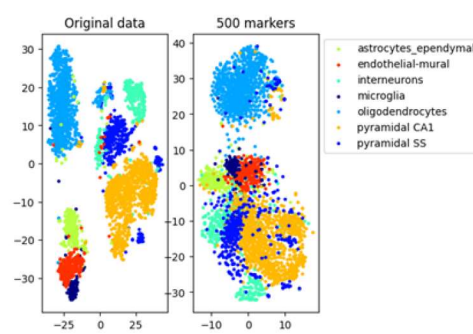 Original data
500 markers
30
20
10
0
−10
−20
−30
−25
0
25
40
30
20
10
0
−10
−20
−30
−10
0
10
astrocytes_ependymal
endothelial-mural
interneurons
microglia
oligodendrocytes
pyramidal CA1
pyramidal SS